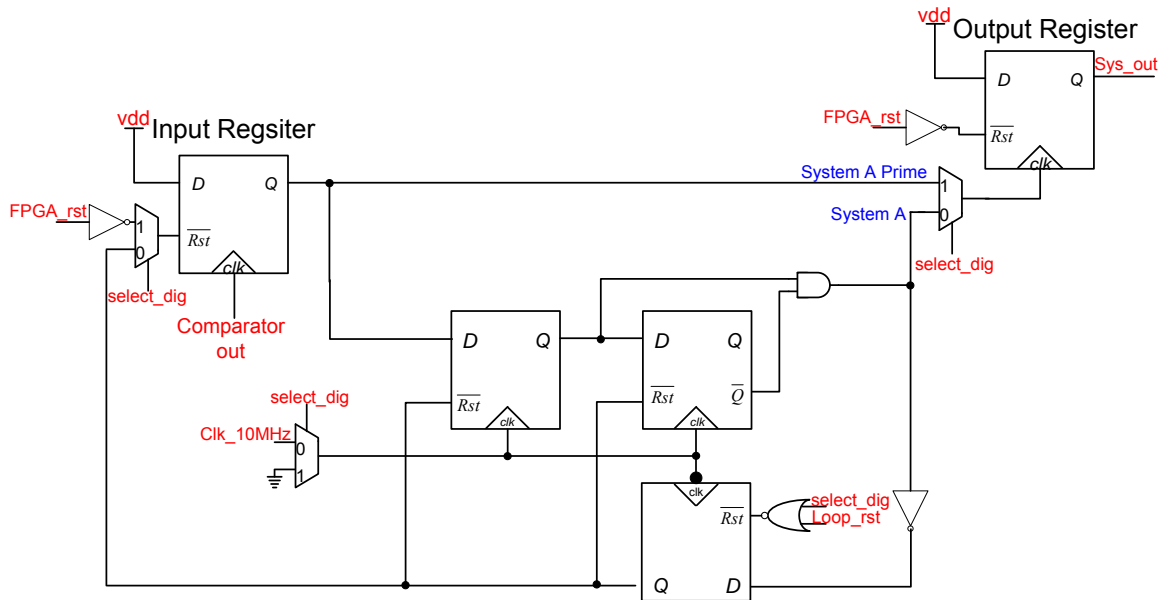 vdd
Output Register
Sys_out
D
Q
FPGA_rst
Rst
clk
vdd
Input Regsiter
D
Q
FPGA_rst
1
0
Rst
clk
select_dig
Comparator
out
System A Prime
System A
1
0
select_dig
D
Q
Rst
clk
D
Q
Rst
Q
clk
select_dig
Clk_10MHz
0
1
clk
Rst
select_dig
Loop_rst
Q
D